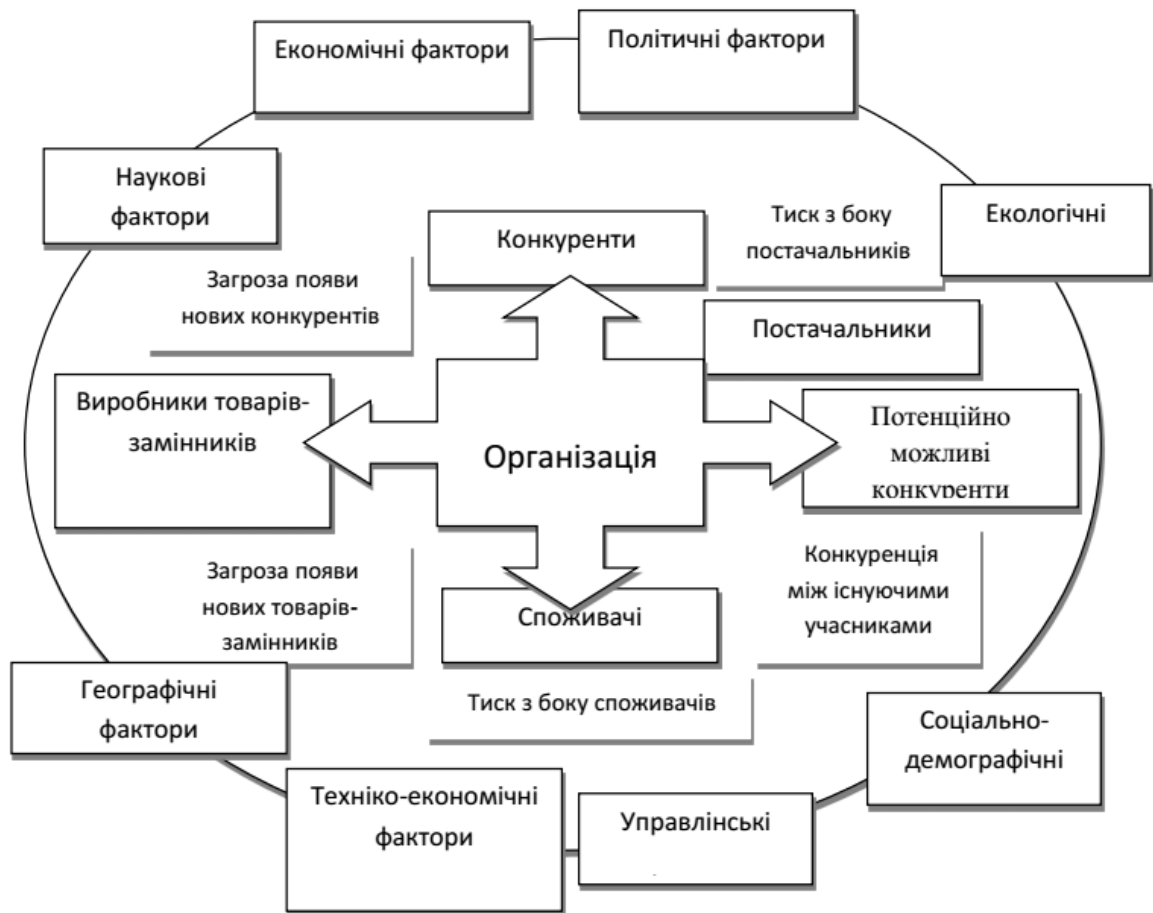 Економічні фактори
Політичні фактори
Наукові
фактори
Екологічні
Конкуренти
Тиск з боку
постачальників
Загроза появи
нових конкурентів
Постачальники
Виробники товарів-
замінників
Організація
Потенційно
можливі
конкуренти
Загроза появи
нових товарів-
замінників
Конкуренція
між існуючими
учасниками
Споживачі
Географічні
фактори
Тиск з боку споживачів
Соціально-
демографічні
Техніко-економічні
фактори
Управлінські